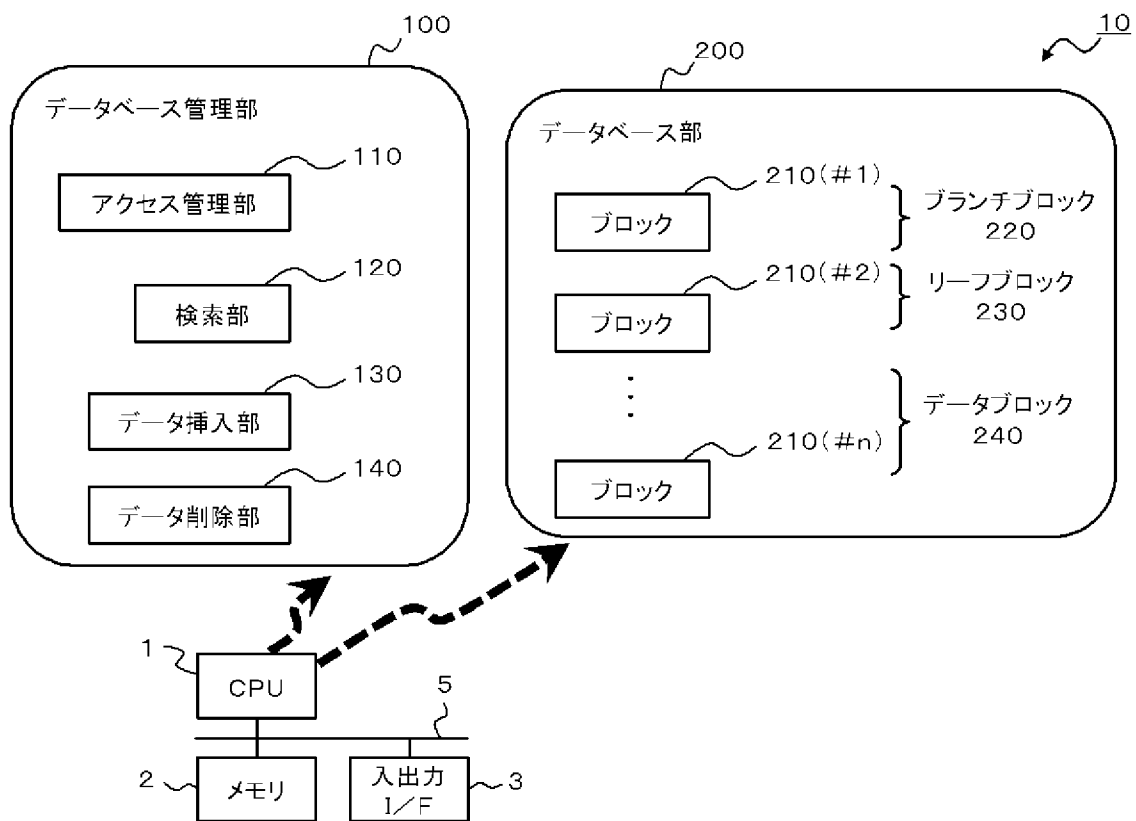 10
100
データベース管理部
110
アクセス管理部
120
検索部
130
データ挿入部
140
データ削除部
200
データベース部
210(#1)
ブロック
ブランチブロック
220
210(#2)
ブロック
リーフブロック
230
データブロック
240
210(#n)
ブロック
1
CPU
5
2
メモリ
入出力
I/F
3